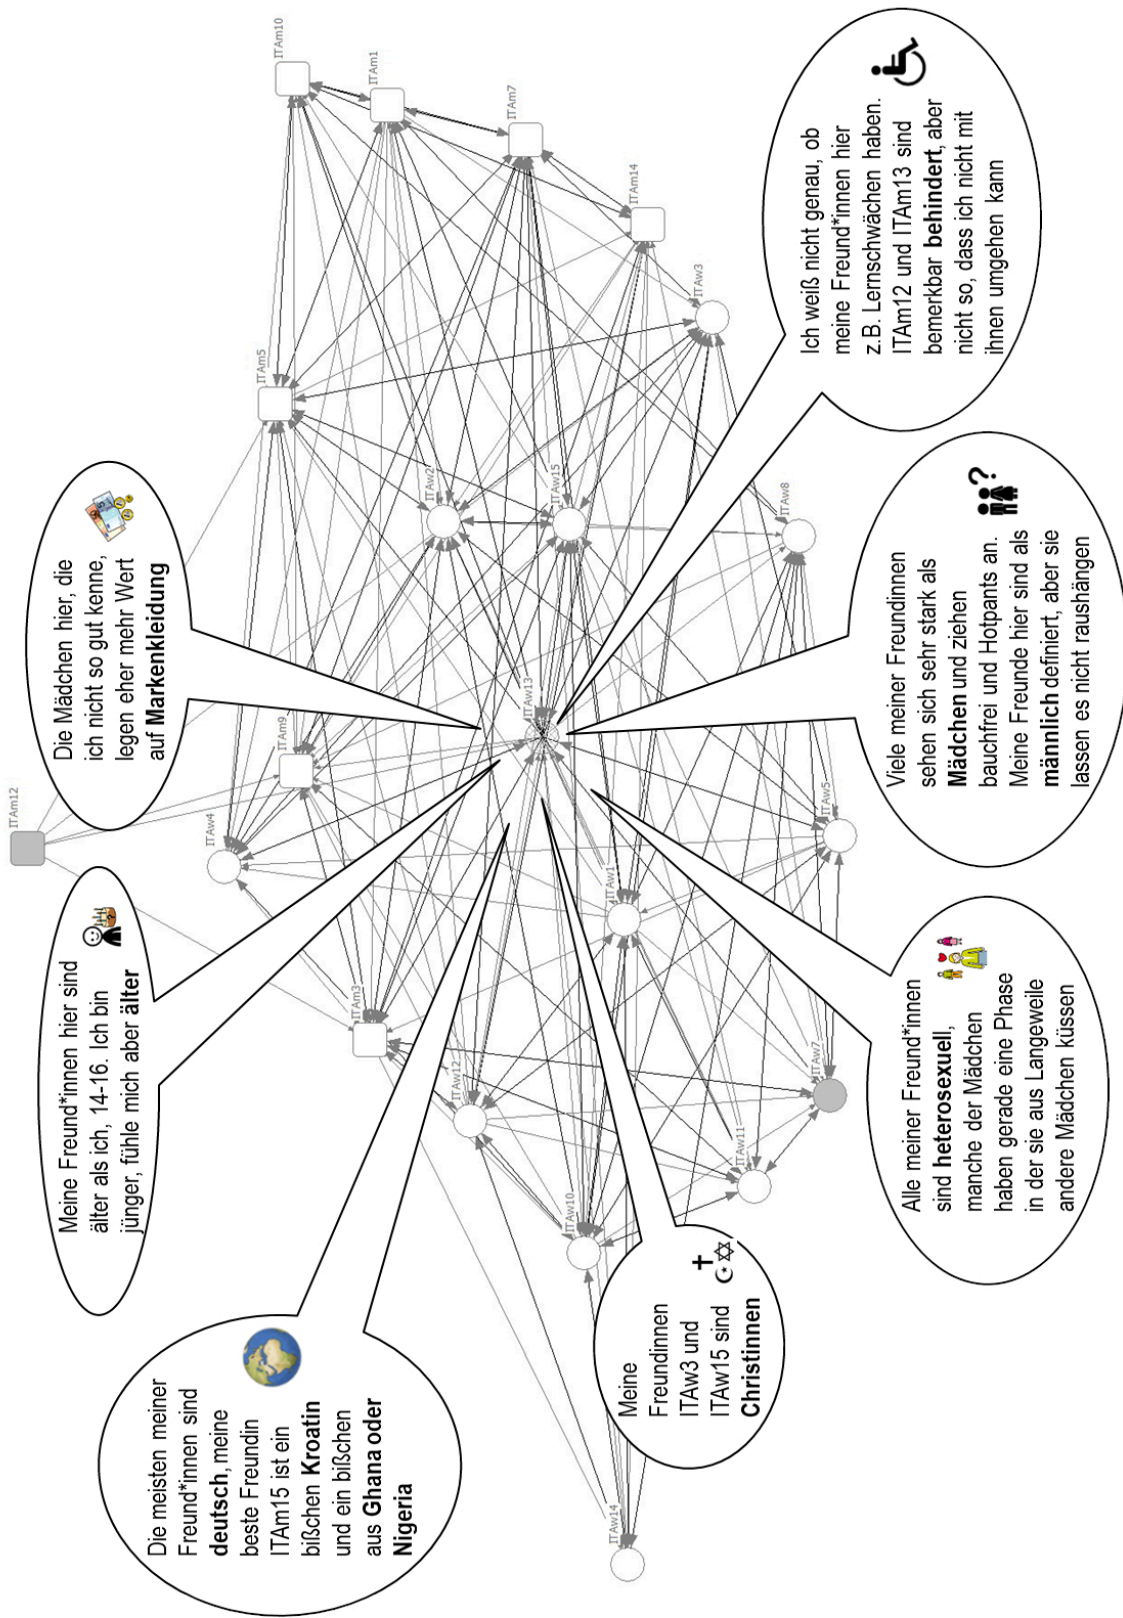 ITAm12
Die Mädchen hier, die
ich nicht so gut kenne,
legen eher mehr Wert
auf Markenkleidung
Meine Freund*innen hier sind
älter als ich, 14-16. Ich bin
jünger, fühle mich aber älter
Die meisten meiner
Freund*innen sind
deutsch, meine
beste Freundin
ITAm15 ist ein
bißchen Kroatin
und ein bißchen
aus Ghana oder
Nigeria
ITAw4
ITAm5
ITAm10
ITAm9
ITAm3
ITAm1
ITAw2
ITAw12
ITAm7
ITAw13
ITAw15
ITAw10
ITAw14
ITAw1
ITAm14
ITAw3
ITAw11
ITAw8
ITAw7
ITAw5
Meine
Freundinnen
ITAw3 und
ITAw15 sind
Christinnen
Alle meiner Freund*innen
sind heterosexuell,
manche der Mädchen
haben gerade eine Phase
in der sie aus Langeweile
andere Mädchen küssen
Viele meiner Freundinnen
sehen sich sehr stark als
Mädchen und ziehen
bauchfrei und Hotpants an.
Meine Freunde hier sind als
männlich definiert, aber sie
lassen es nicht raushängen
?
Ich weiß nicht genau, ob
meine Freund*innen hier
z.B. Lernschwächen haben.
ITAm12 und ITAm13 sind
bemerkbar behindert, aber
nicht so, dass ich nicht mit
ihnen umgehen kann